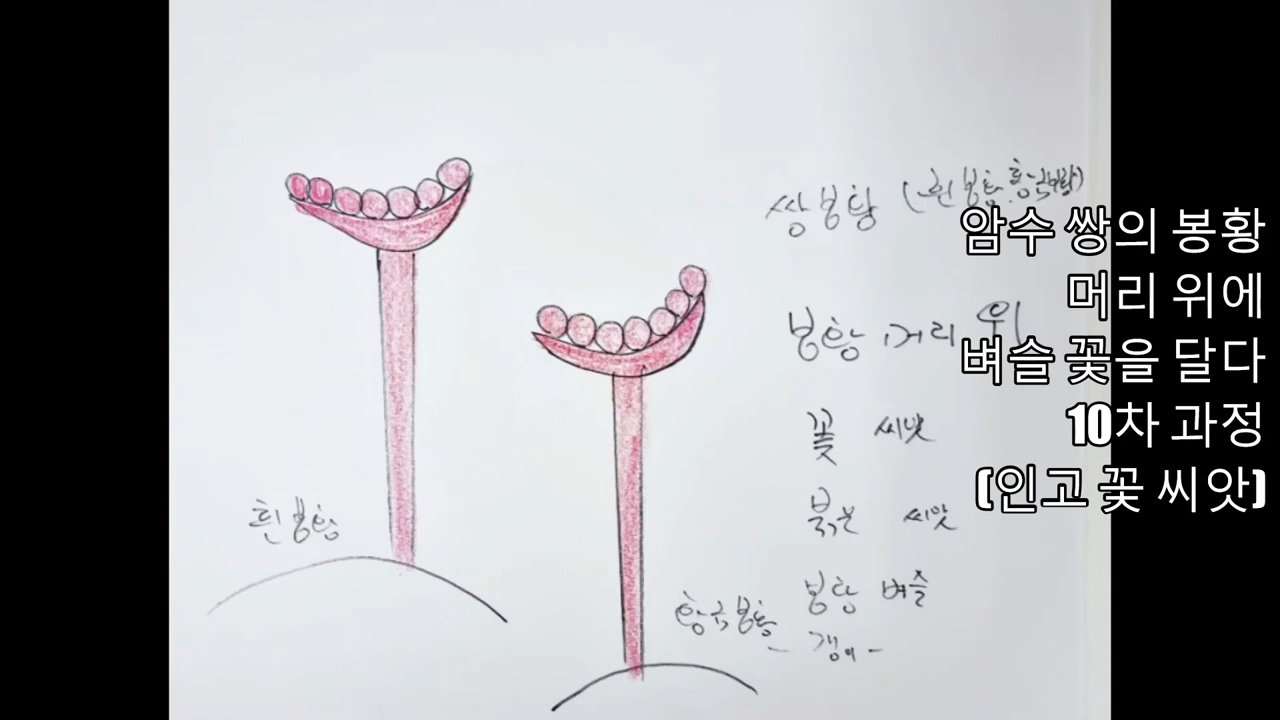 쌍봉황 (흰봉황, 황금봉황)
암수 쌍의 봉황
머리 위에
봉황 머리 위
벼슬 꽃을 달다
10차 과정
꽃 씨앗
(인고 꽃 씨앗)
붉은 씨앗
흰봉황
봉황 벼슬
황금봉황